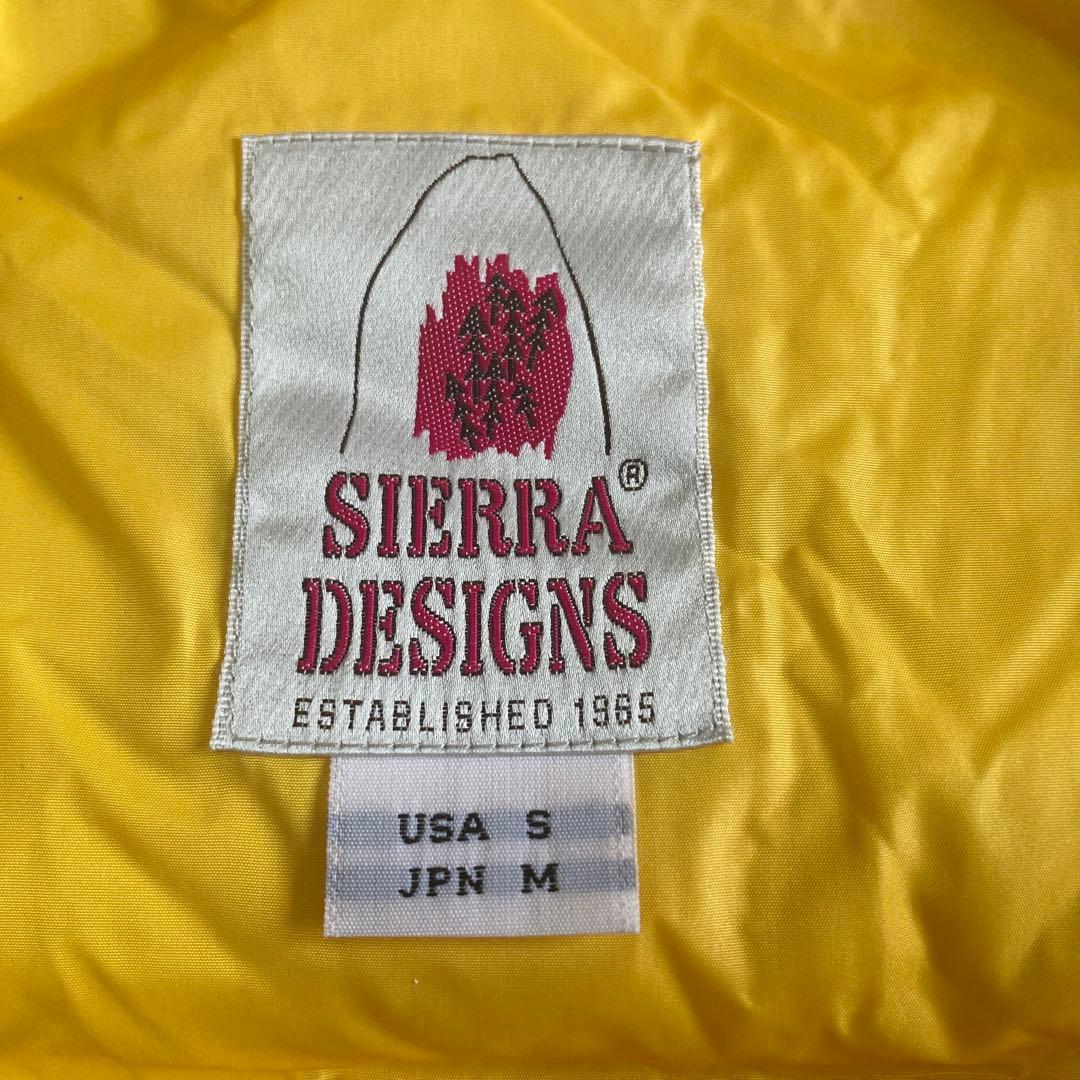 SIERRA®
DESIGNS
ESTABLISHED 1965
USA S
JPN M